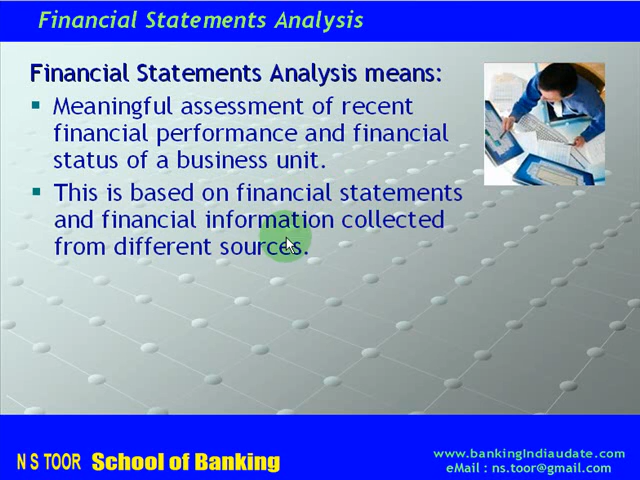 Financial Statements Analysis
Financial Statements Analysis means:
Meaningful assessment of recent
financial performance and financial
status of a business unit.
This is based on financial statements
and financial information collected
from different sources.
N S TOOR School of Banking
www.bankingIndiaudate.com
eMail : ns.toor@gmail.com